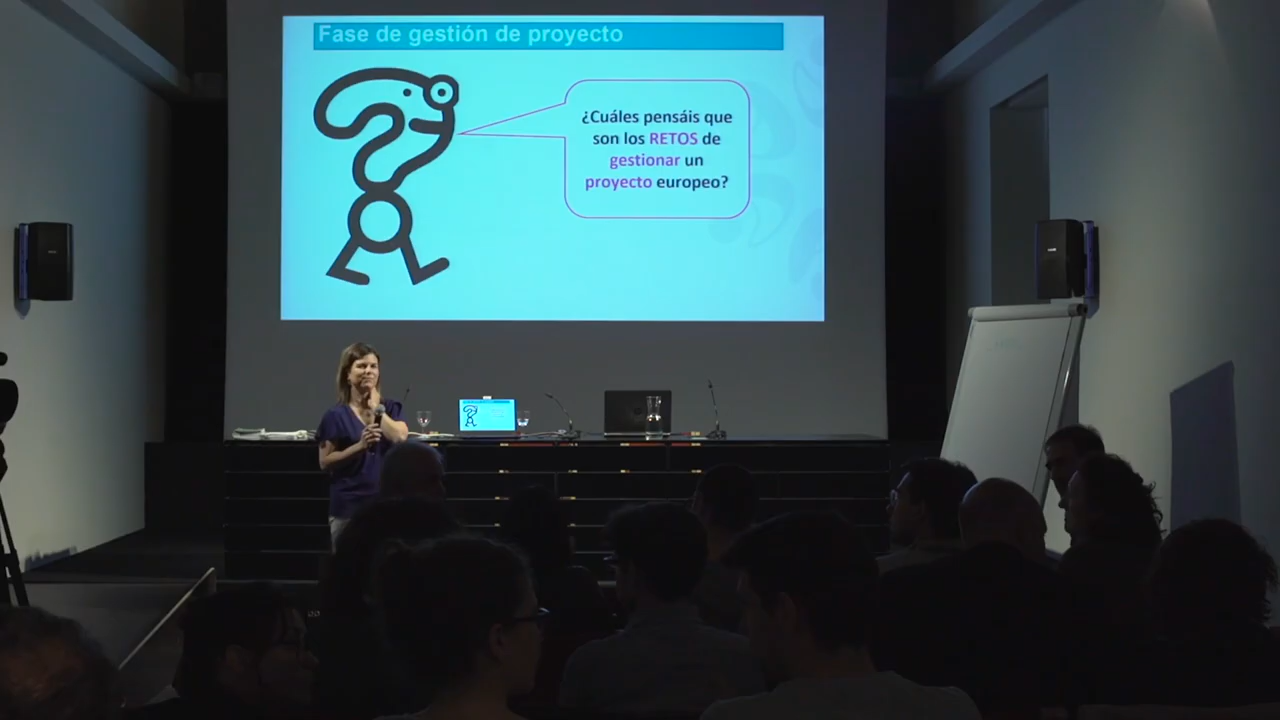 Fase de gestión de proyecto
¿Cuáles pensáis que
son los RETOS de
gestionar un
proyecto europeo?